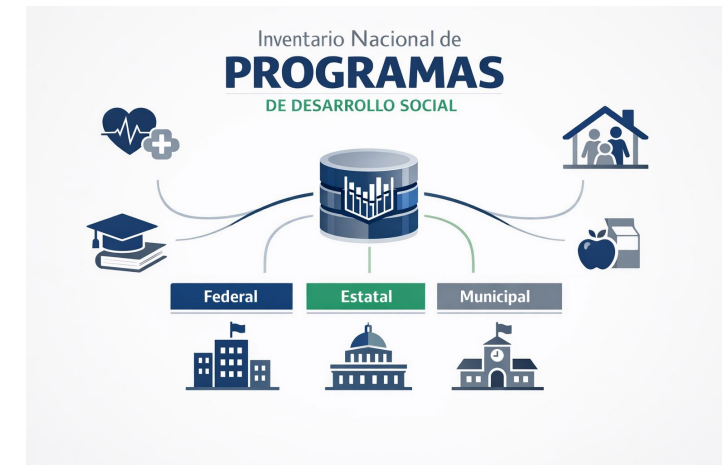 Inventario Nacional de
PROGRAMAS
DE DESARROLLO SOCIAL
Federal
Estatal
Municipal